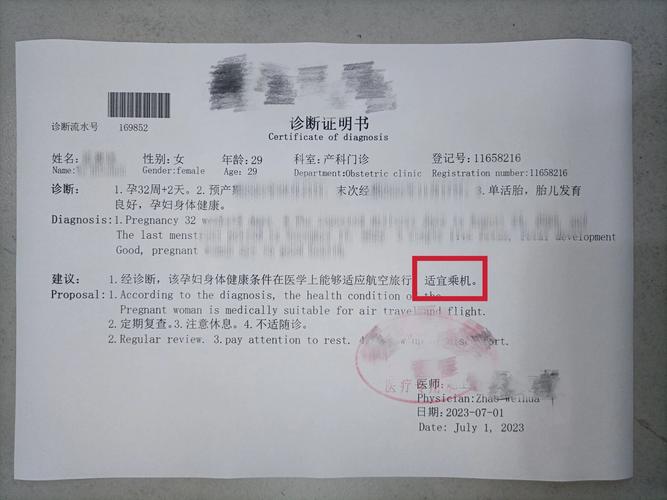 诊断流水号 169852
诊断证明书
Certificate of diagnosis
姓名: 性别:女 年龄:29 科室:产科门诊 登记号:11658216
Name: Gender:female Age: 29 Department:Obstetric clinic Registration number:11658216
诊断: 1.孕32周+2天。2.预产期 末次经 3.单活胎,胎儿发育
良好,孕妇身体健康。
Diagnosis:1.Pregnancy 32 and
The last menst development
Good, pregnant
建议: 1.经诊断,该孕妇身体健康条件在医学上能够适应航空旅行 适宜乘机。
Proposal:1.According to the diagnosis, the health condition of the
Pregnant woman is medically suitable for air travel and flight.
2.定期复查。3.注意休息。4.不适随诊。
2.Regular review. 3.pay attention to rest.
医疗
医师:
Physician:Zhao
日期:2023-07-01
Date: July 1, 2023